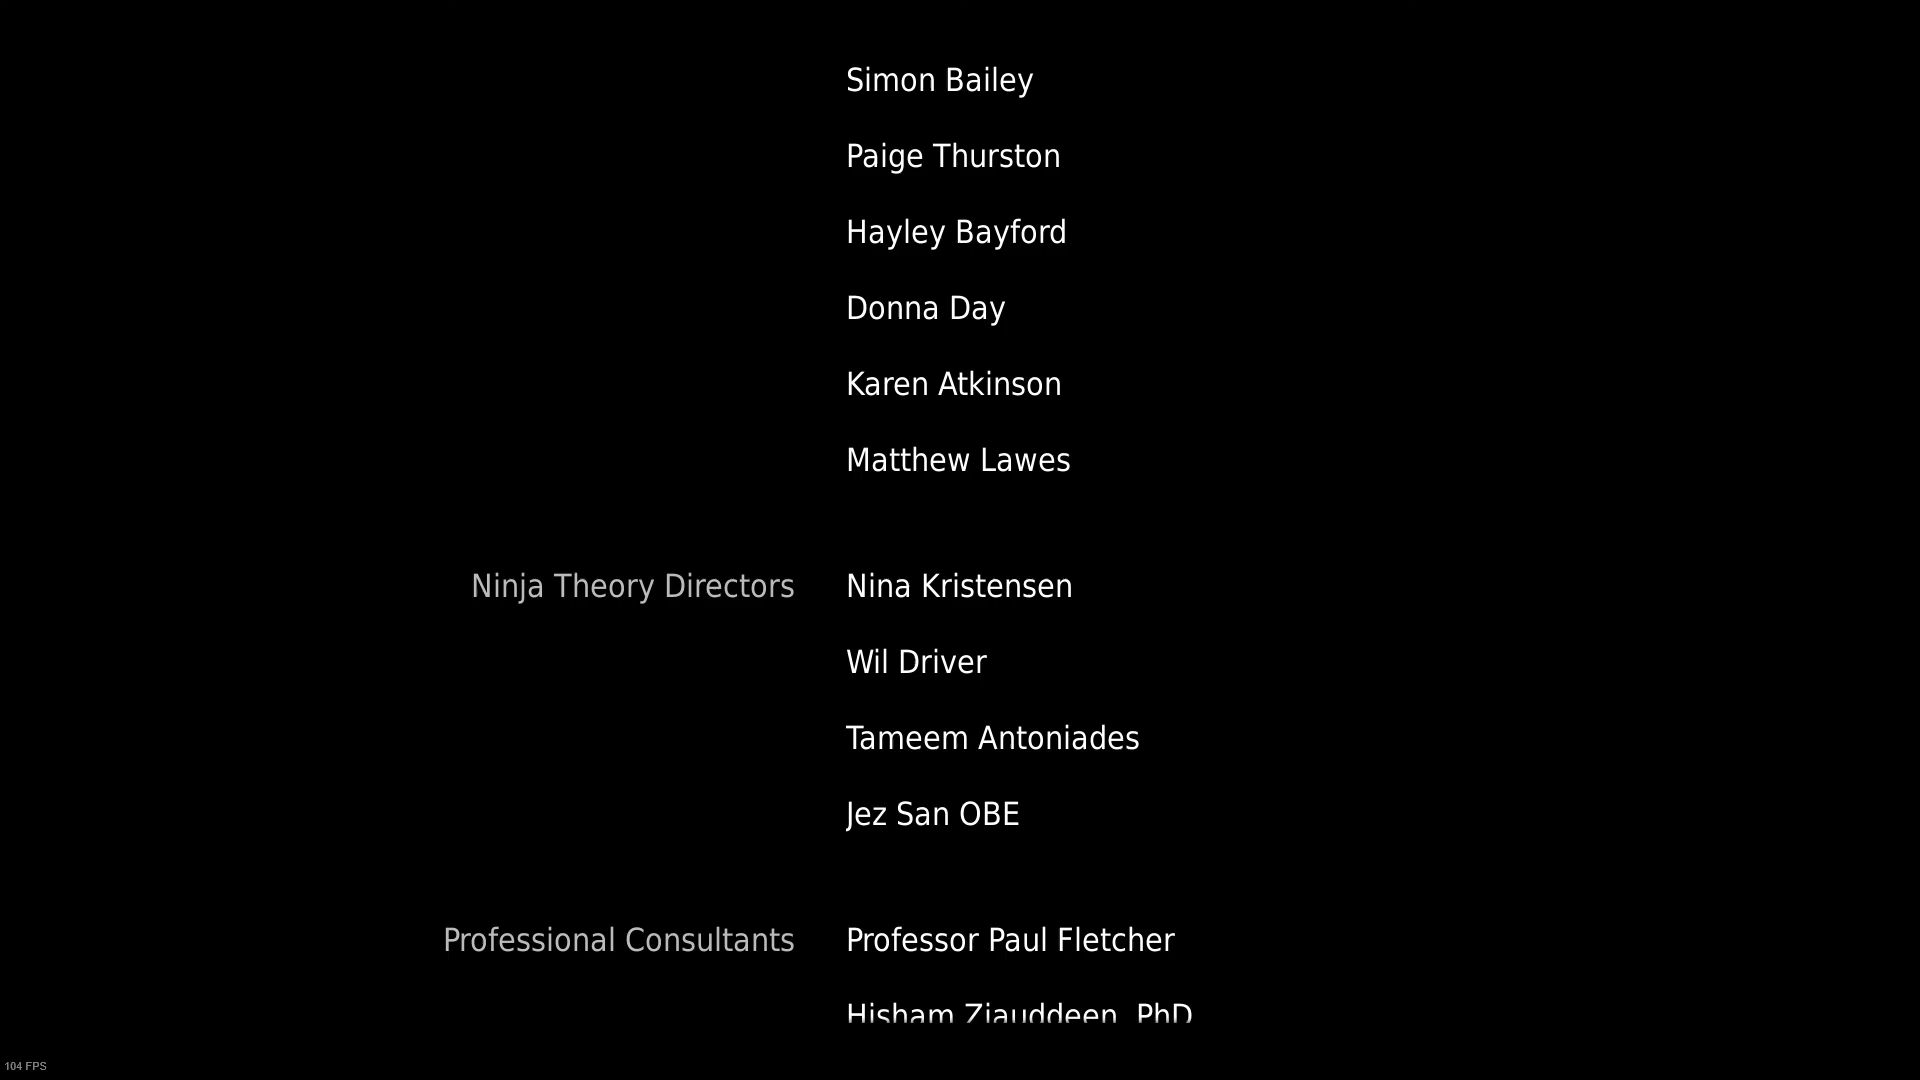 Simon Bailey
Paige Thurston
Hayley Bayford
Donna Day
Karen Atkinson
Matthew Lawes
Ninja Theory Directors Nina Kristensen
Wil Driver
Tameem Antoniades
Jez San OBE
Professional Consultants Professor Paul Fletcher
Hisham Ziauddeen, PhD
104 FPS